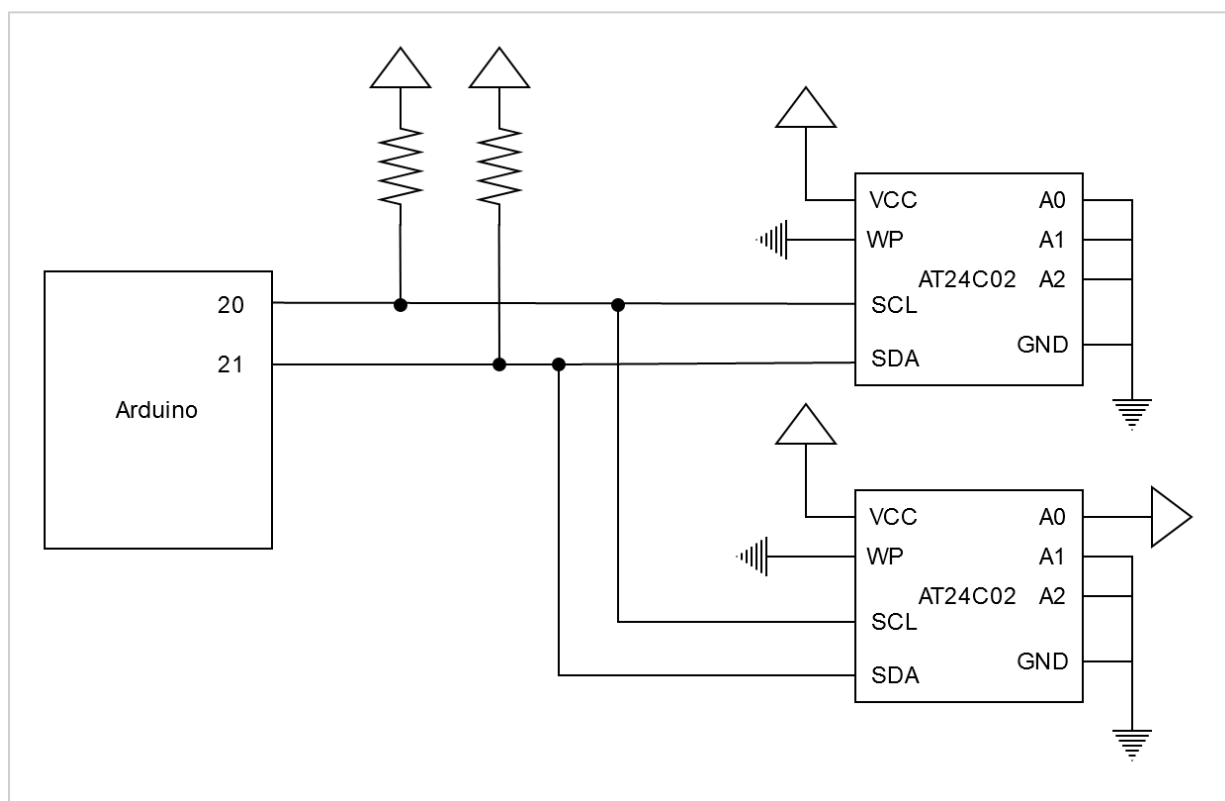 20
21
Arduino
VCC A0
WP A1
AT24C02 A2
SCL
GND
SDA
VCC A0
WP A1
AT24C02 A2
SCL
GND
SDA